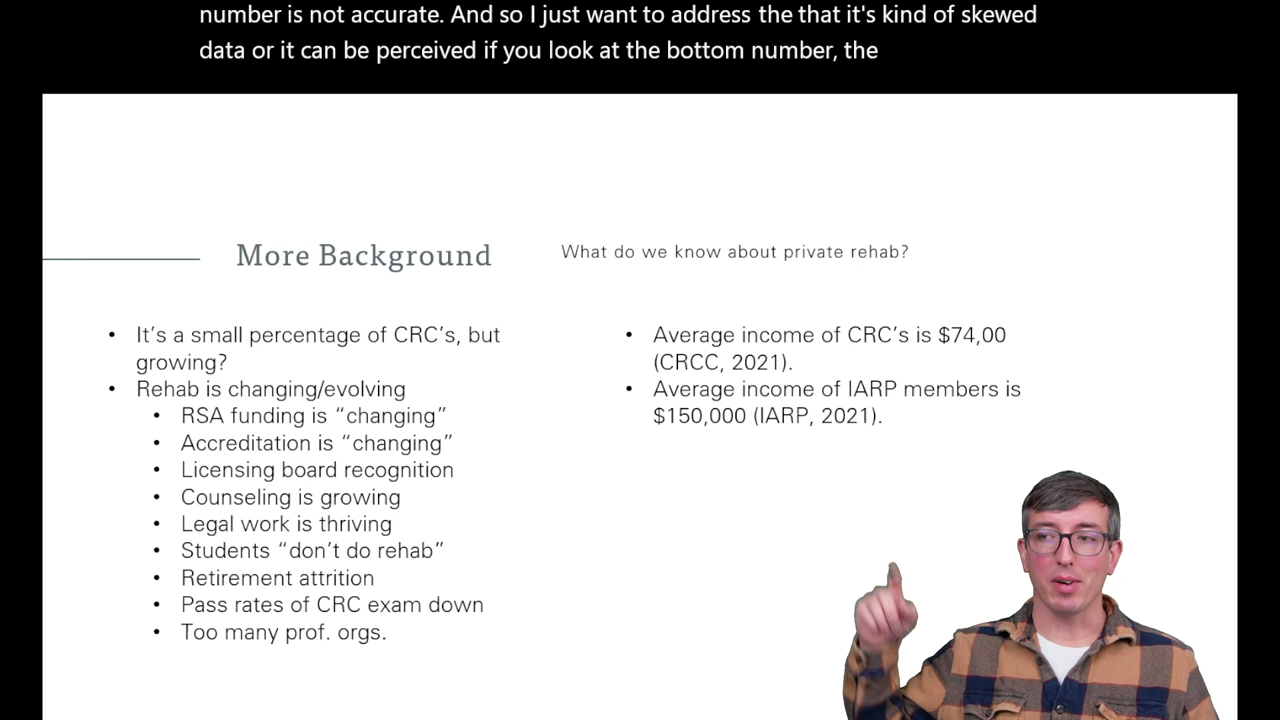 number is not accurate. And so I just want to address the that it's kind of skewed
data or it can be perceived if you look at the bottom number, the
More Background
What do we know about private rehab?
• It’s a small percentage of CRC’s, but
growing?
• Rehab is changing/evolving
• RSA funding is “changing”
• Accreditation is “changing”
• Licensing board recognition
• Counseling is growing
• Legal work is thriving
• Students “don’t do rehab”
• Retirement attrition
• Pass rates of CRC exam down
• Too many prof. orgs.
• Average income of CRC’s is $74,00
(CRCC, 2021).
• Average income of IARP members is
$150,000 (IARP, 2021).